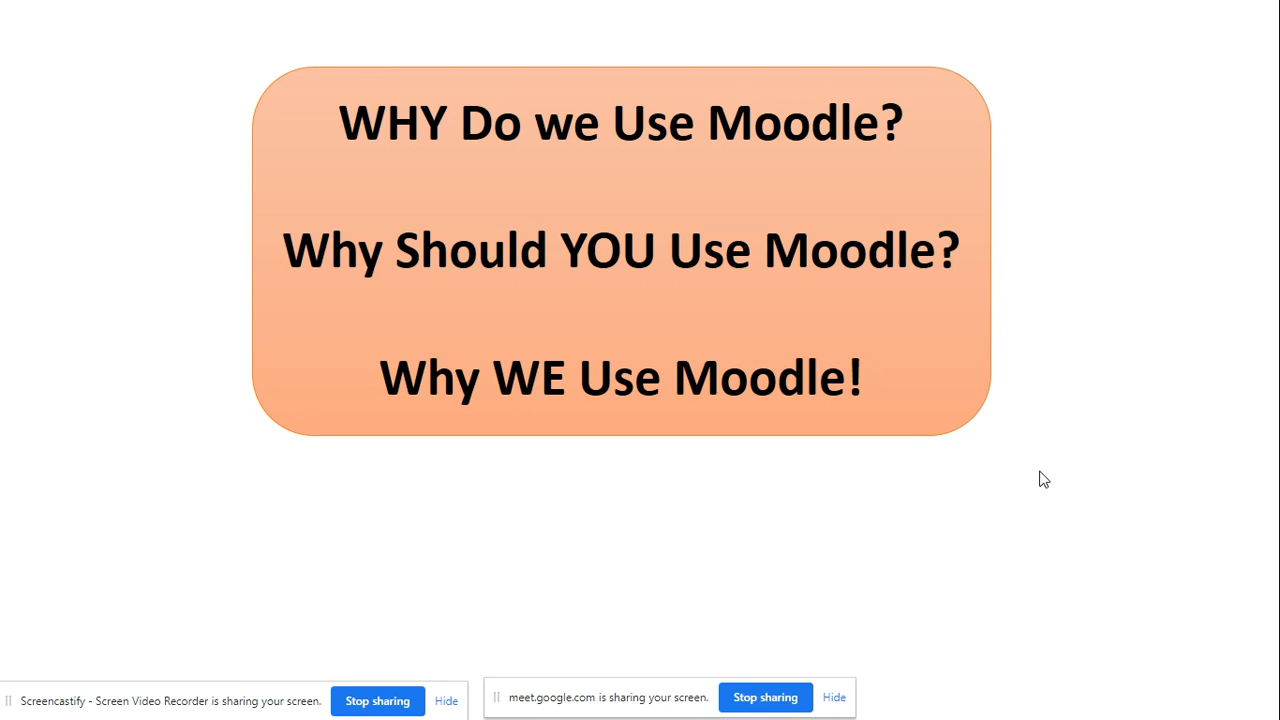 WHY Do we Use Moodle?
Why Should YOU Use Moodle?
Why WE Use Moodle!
Screencastify - Screen Video Recorder is sharing your screen. Stop sharing Hide
meet.google.com is sharing your screen. Stop sharing Hide